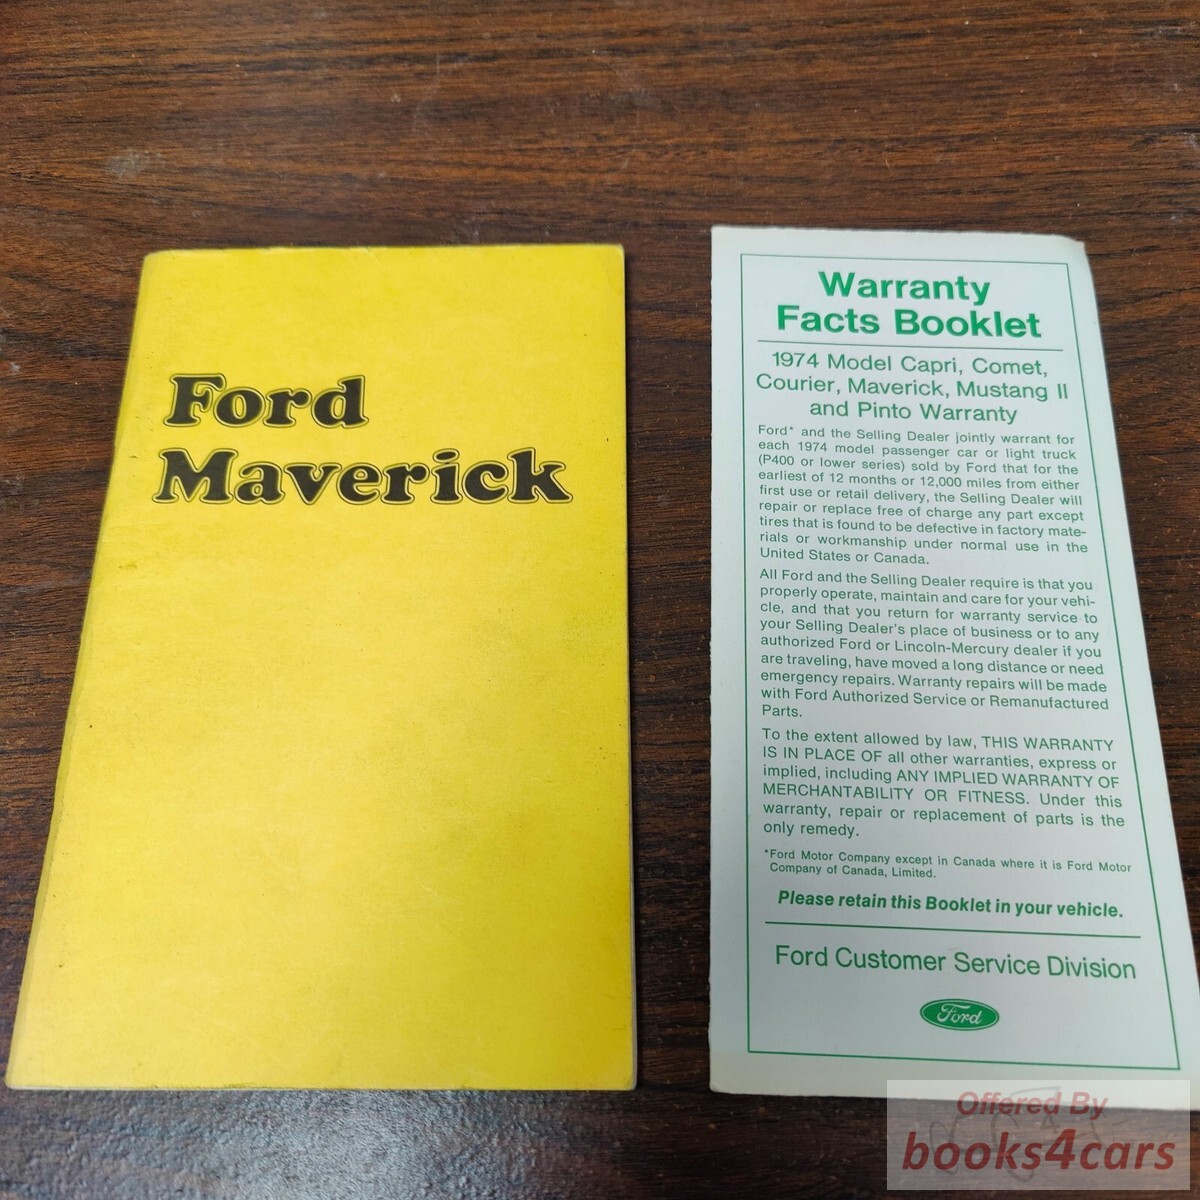 Ford
Maverick
Warranty
Facts Booklet
1974 Model Capri, Comet,
Courier, Maverick, Mustang II
and Pinto Warranty
Ford* and the Selling Dealer jointly warrant for
each 1974 model passenger car or light truck
(P400 or lower series) sold by Ford that for the
earliest of 12 months or 12,000 miles from either
first use or retail delivery, the Selling Dealer will
repair or replace free of charge any part except
tires that is found to be defective in factory mate-
rials or workmanship under normal use in the
United States or Canada.
All Ford and the Selling Dealer require is that you
properly operate, maintain and care for your vehi-
cle, and that you return for warranty service to
your Selling Dealer's place of business or to any
authorized Ford or Lincoln-Mercury dealer if you
are traveling, have moved a long distance or need
emergency repairs. Warranty repairs will be made
with Ford Authorized Service or Remanufactured
Parts.
To the extent allowed by law, THIS WARRANTY
IS IN PLACE OF all other warranties, express or
implied, including ANY IMPLIED WARRANTY OF
MERCHANTABILITY OR FITNESS. Under this
warranty, repair or replacement of parts is the
only remedy.
*Ford Motor Company except in Canada where it is Ford Motor
Company of Canada, Limited.
Please retain this Booklet in your vehicle.
Ford Customer Service Division
Ford
Offered By
books4cars